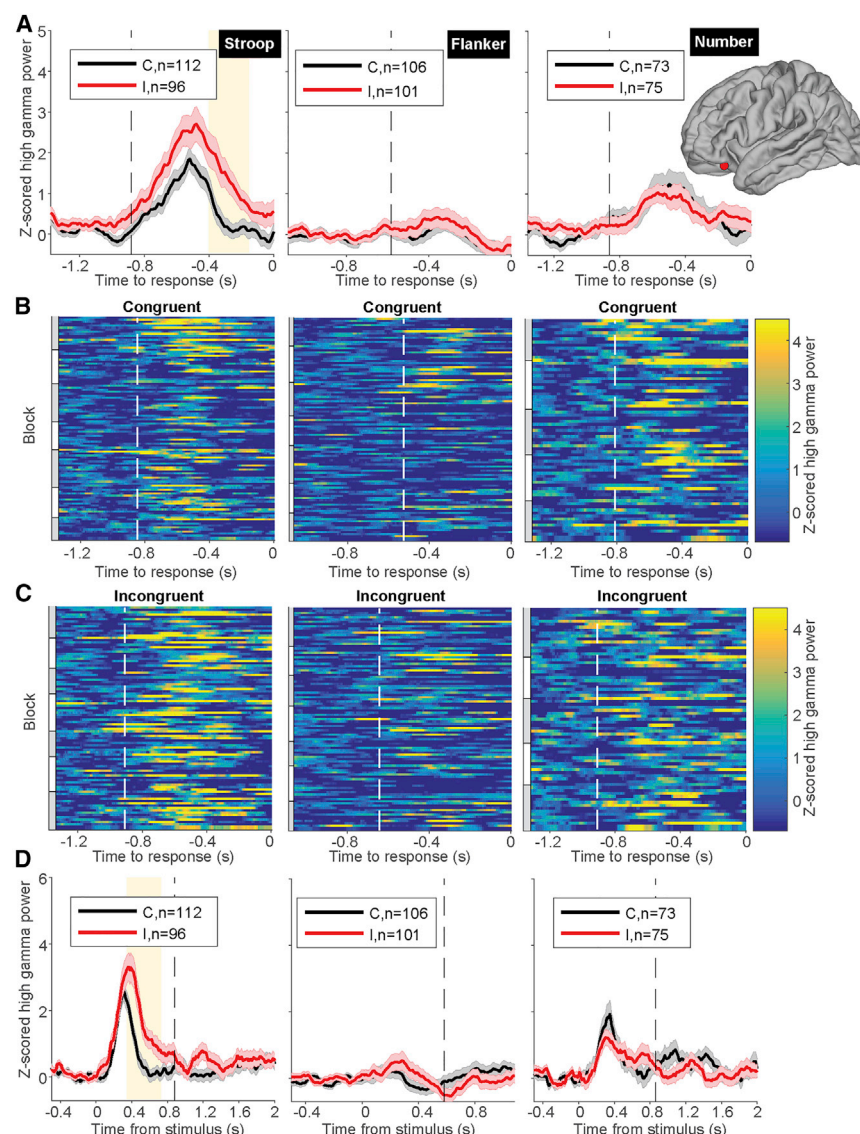 A
Stroop
Flanker
Number
Z-scored high gamma power
5
4
3
2
1
0
C,n=112
I,n=96
C,n=106
I,n=101
C,n=73
I,n=75
-1.2 -0.8 -0.4 0
-1.2 -0.8 -0.4 0
-1.2 -0.8 -0.4 0
Time to response (s)
Time to response (s)
Time to response (s)
B
Congruent
Congruent
Congruent
Block
4
3
2
1
0
Z-scored high gamma power
-1.2 -0.8 -0.4 0
-0.8 -0.4 0
-1.2 -0.8 -0.4 0
Time to response (s)
Time to response (s)
Time to response (s)
C
Incongruent
Incongruent
Incongruent
Block
4
3
2
1
0
Z-scored high gamma power
-1.2 -0.8 -0.4 0
-0.8 -0.4 0
-1.2 -0.8 -0.4 0
Time to response (s)
Time to response (s)
Time to response (s)
D
Z-scored high gamma power
6
4
2
0
C,n=112
I,n=96
C,n=106
I,n=101
C,n=73
I,n=75
-0.4 0 0.4 0.8 1.2 1.6 2
-0.4 0 0.4 0.8
-0.4 0 0.4 0.8 1.2 1.6 2
Time from stimulus (s)
Time from stimulus (s)
Time from stimulus (s)